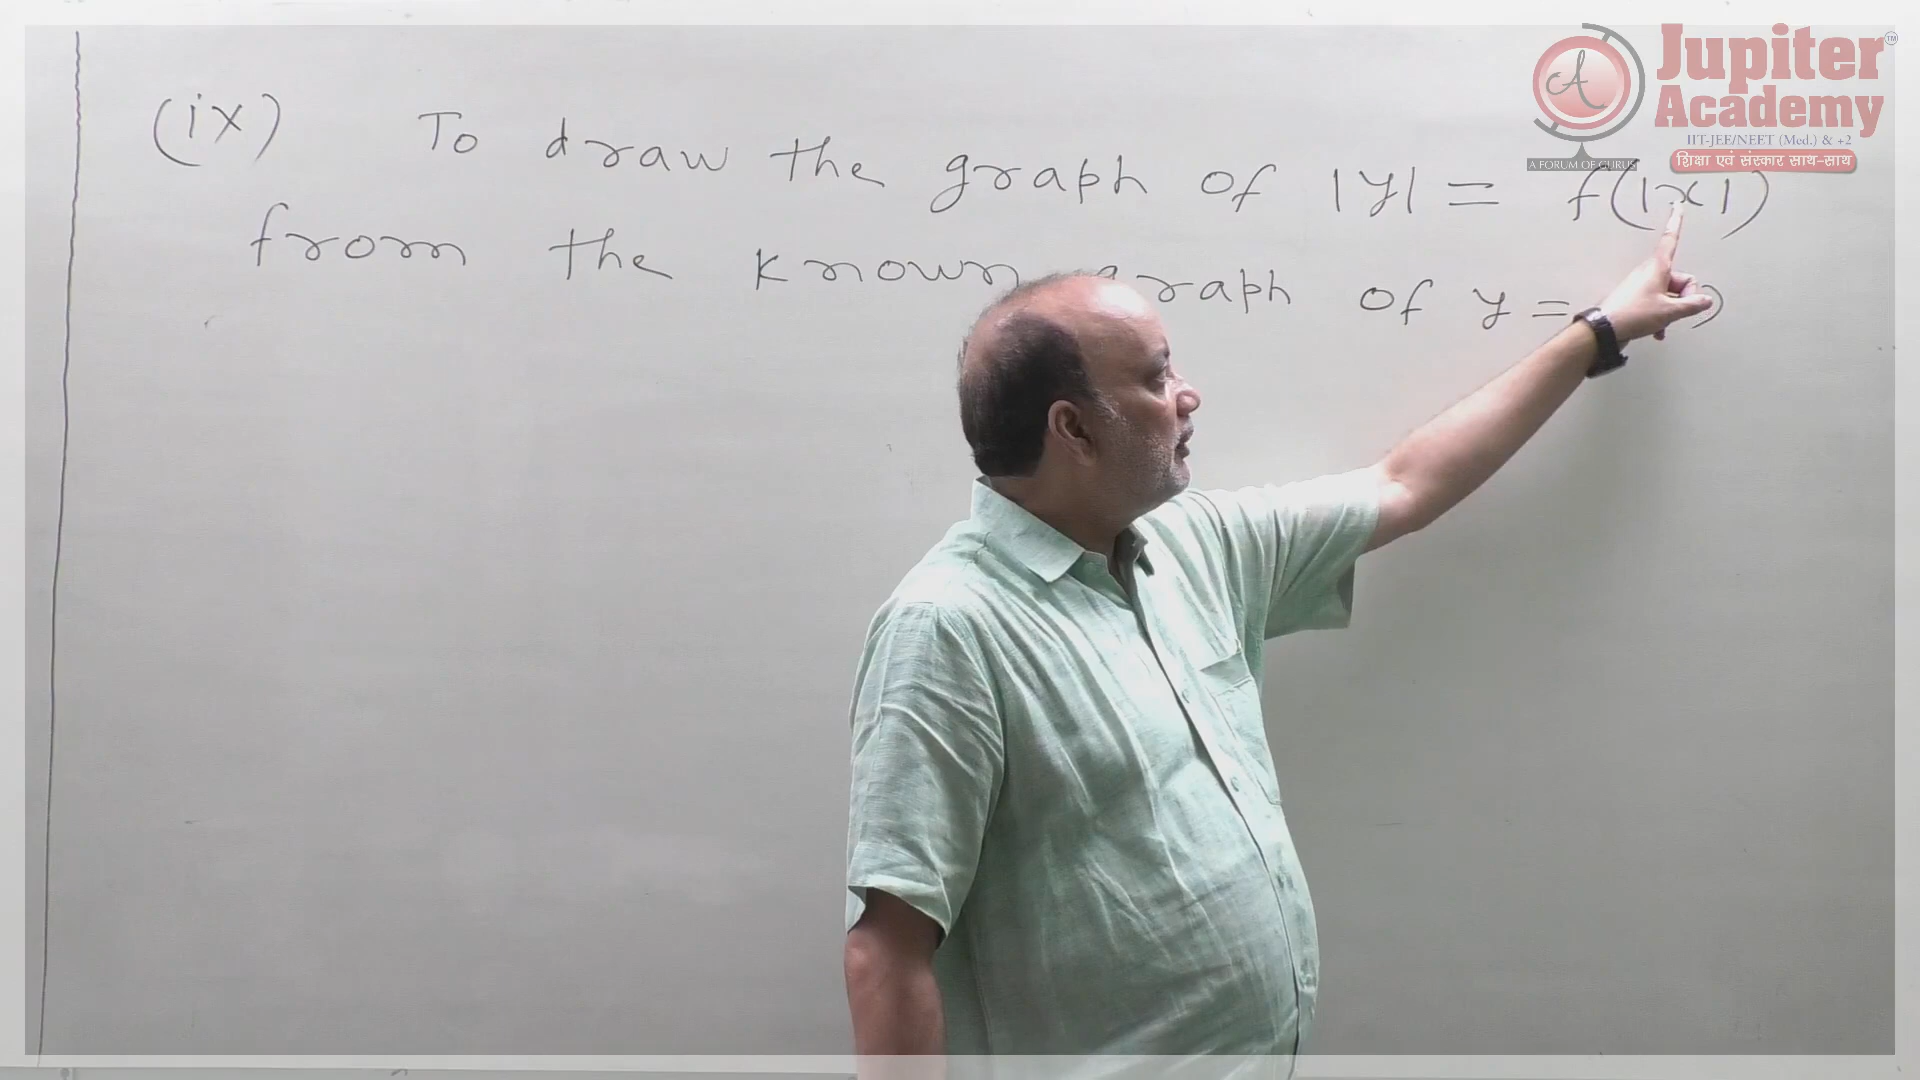 Jupiter
Academy
TM
IIT-JEE/NEET (Med.) & +2
A FORUM OF GURUS
शिक्षा एवं संस्कार साथ-साथ
(ix) To draw the graph of |y| = f(|x|)
from the known graph of y =